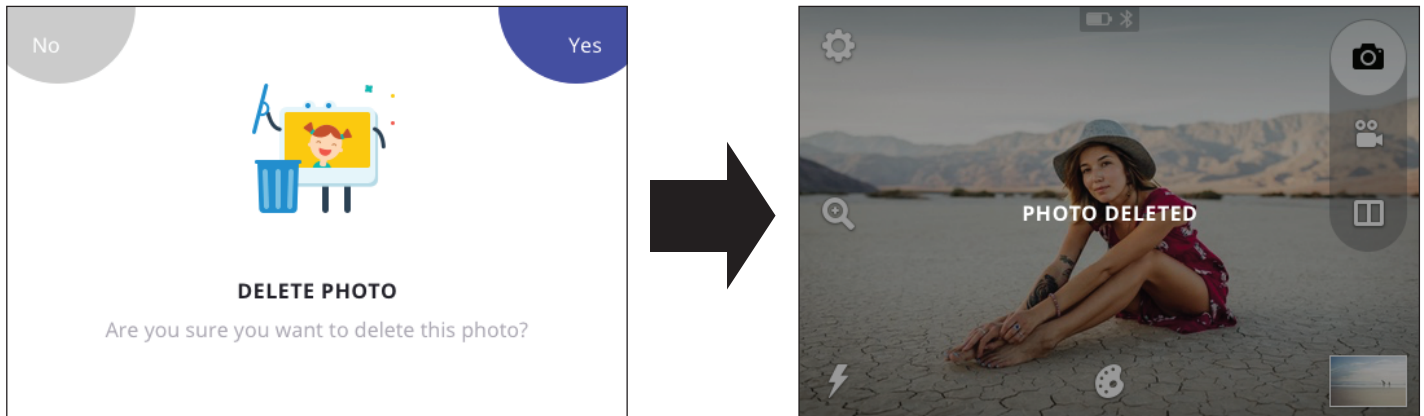 No
Yes
DELETE PHOTO
Are you sure you want to delete this photo?
PHOTO DELETED